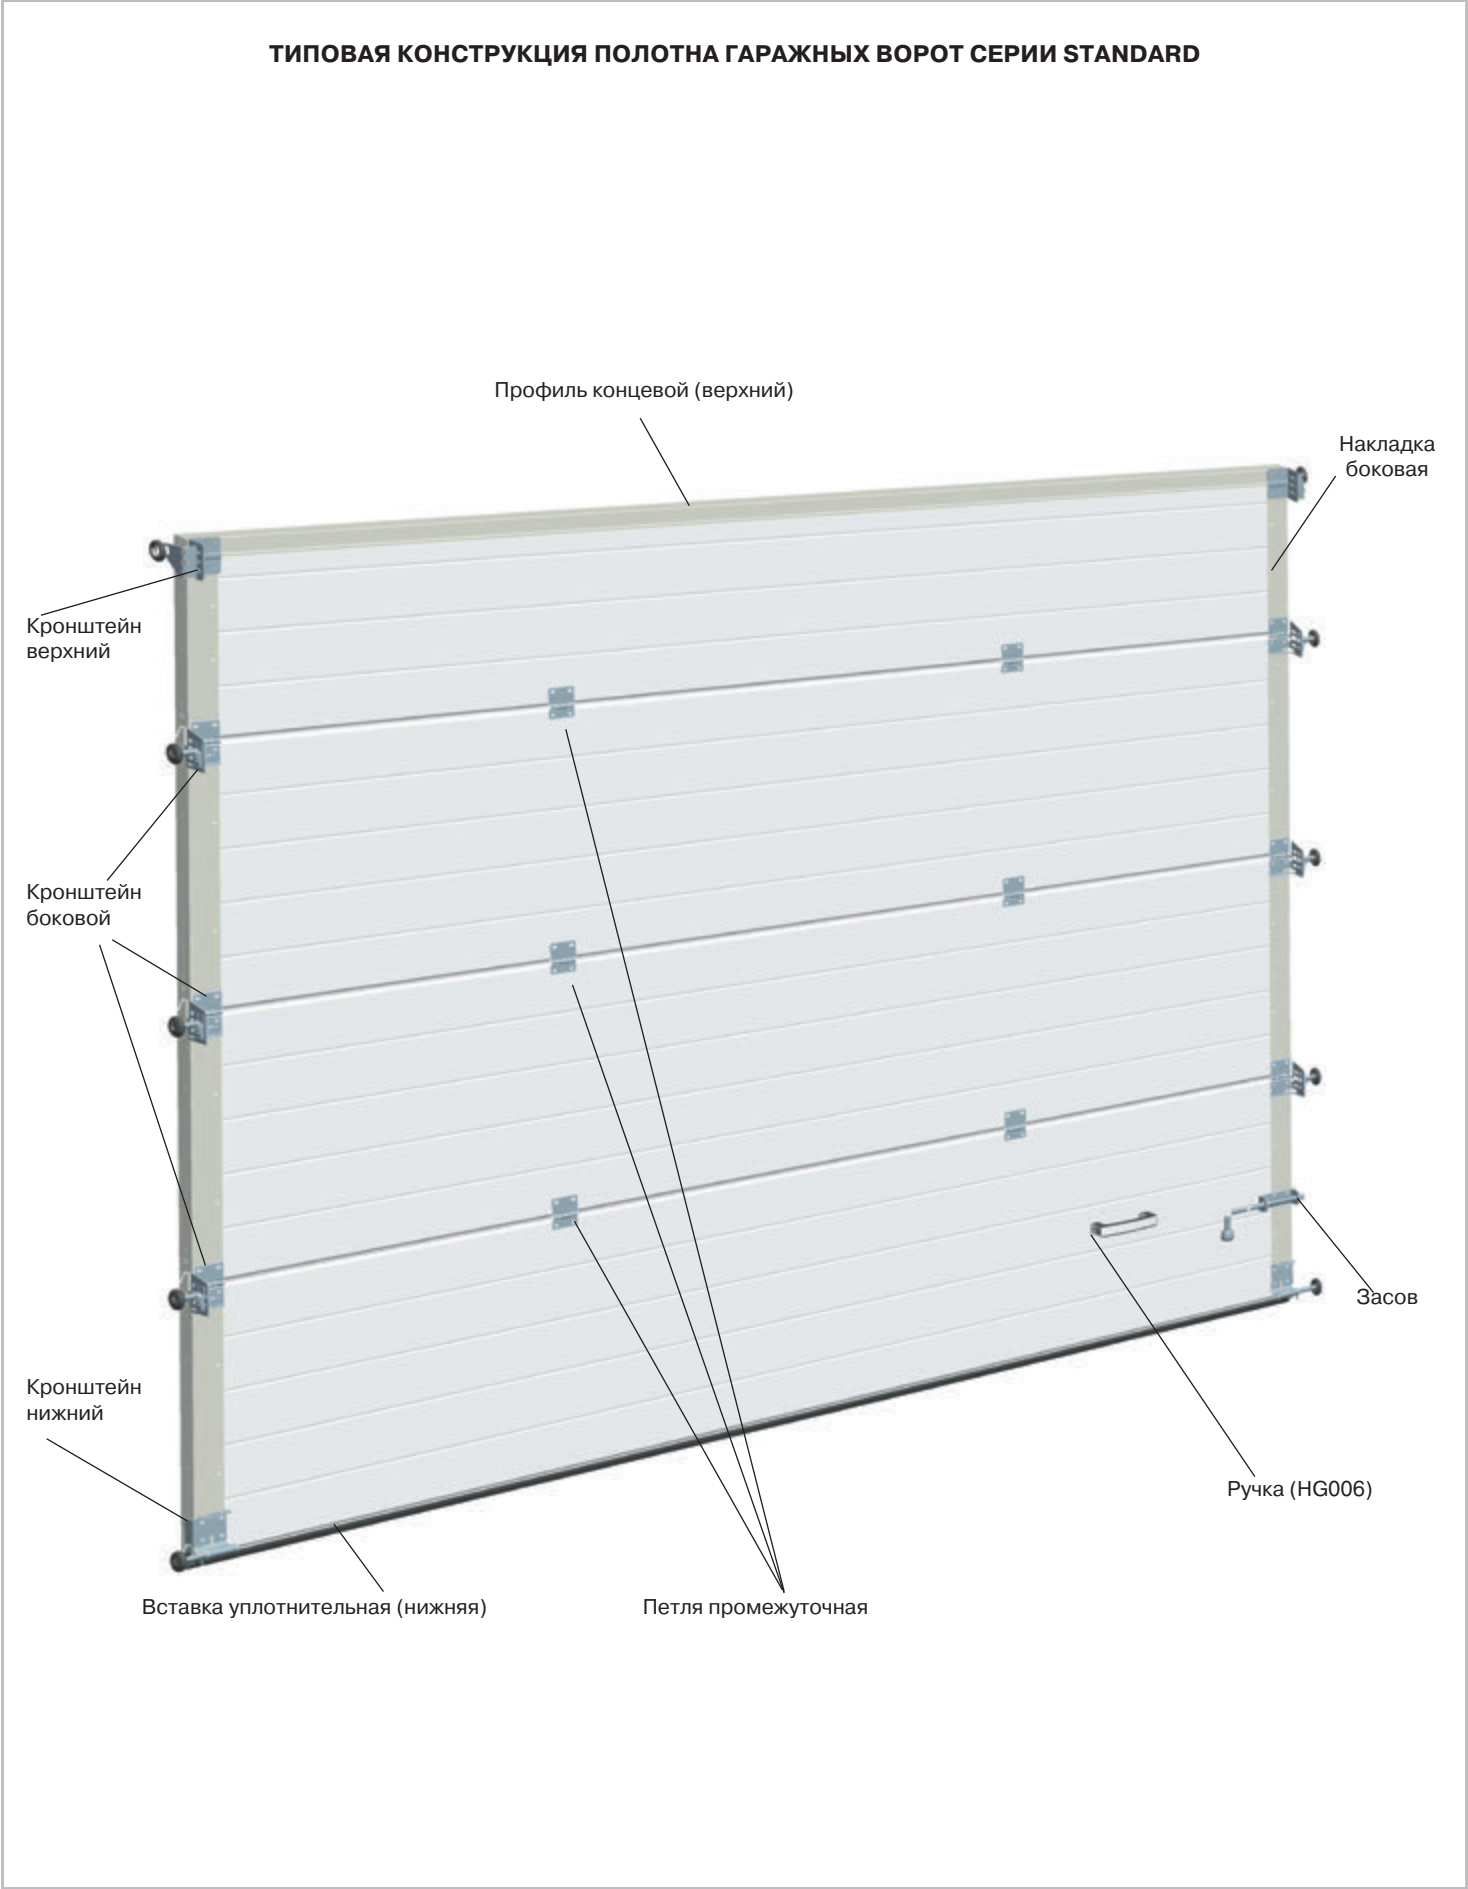 ТИПОВАЯ КОНСТРУКЦИЯ ПОЛОТНА ГАРАЖНЫХ ВОРОТ СЕРИИ STANDARD
Профиль концевой (верхний)
Накладка
боковая
Кронштейн
верхний
Кронштейн
боковой
Засов
Кронштейн
нижний
Ручка (HG006)
Вставка уплотнительная (нижняя)
Петля промежуточная